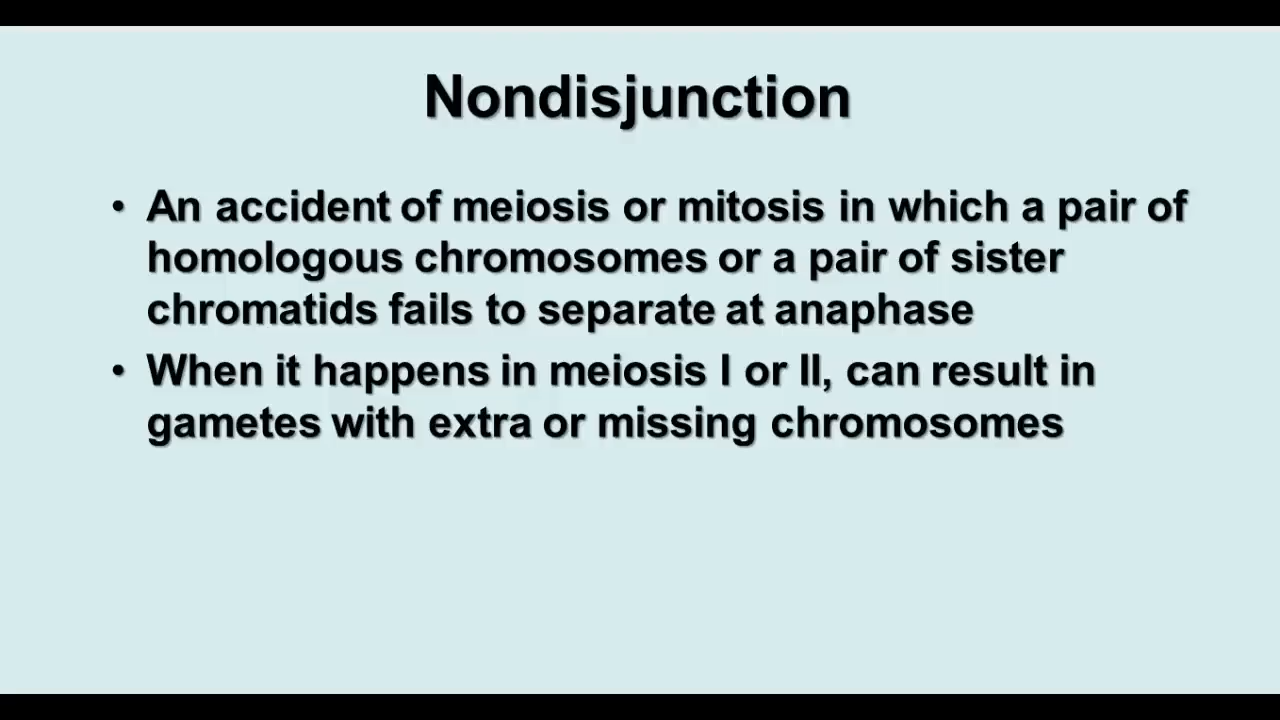 Nondisjunction
• An accident of meiosis or mitosis in which a pair of
homologous chromosomes or a pair of sister
chromatids fails to separate at anaphase
• When it happens in meiosis I or II, can result in
gametes with extra or missing chromosomes